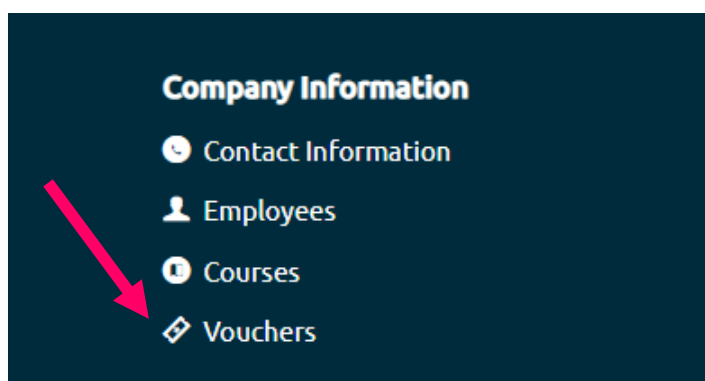 Company Information
Contact Information
Employees
Courses
Vouchers